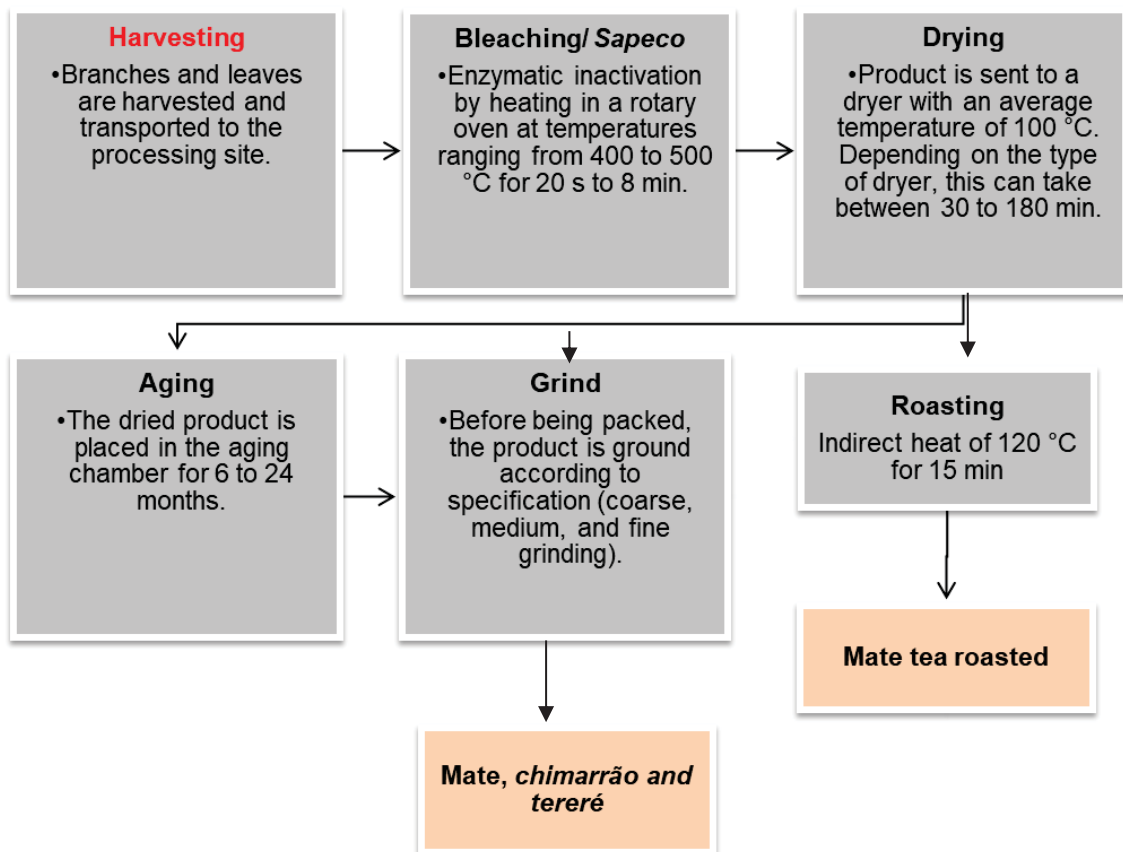 Harvesting
•Branches and leaves
are harvested and
transported to the
processing site.
Bleaching/ Sapeco
•Enzymatic inactivation
by heating in a rotary
oven at temperatures
ranging from 400 to 500
°C for 20 s to 8 min.
Drying
•Product is sent to a
dryer with an average
temperature of 100 °C.
Depending on the type
of dryer, this can take
between 30 to 180 min.
Aging
•The dried product is
placed in the aging
chamber for 6 to 24
months.
Grind
•Before being packed,
the product is ground
according to
specification (coarse,
medium, and fine
grinding).
Roasting
Indirect heat of 120 °C
for 15 min
Mate tea roasted
Mate, chimarrão and
tereré